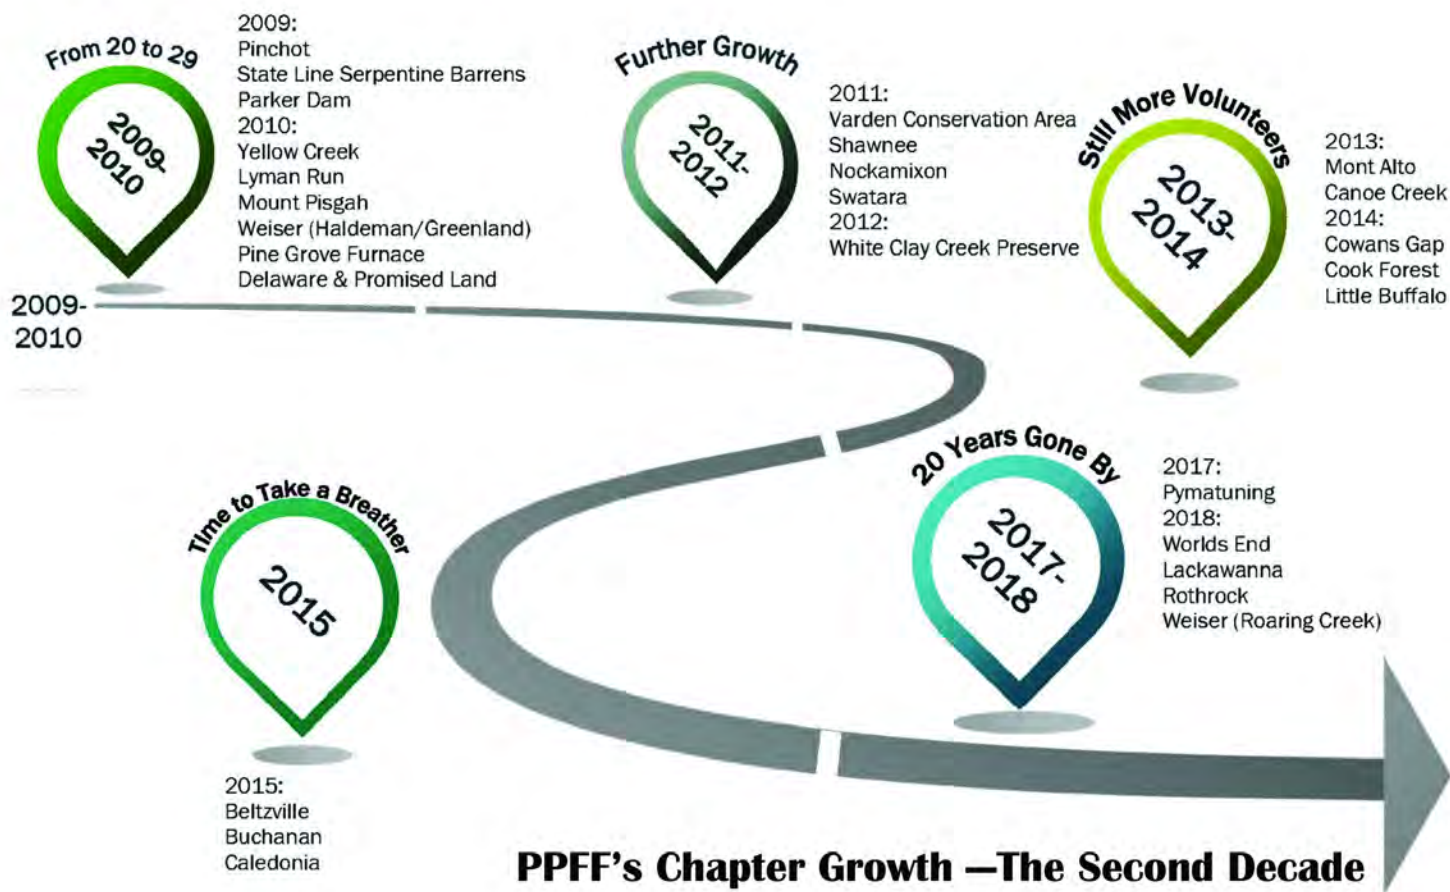 From 20 to 29
2009-
2010
2009:
Pinchot
State Line Serpentine Barrens
Parker Dam
2010:
Yellow Creek
Lyman Run
Mount Pisgah
Weiser (Haldeman/Greenland)
Pine Grove Furnace
Delaware & Promised Land
Further Growth
2011-
2012
2011:
Varden Conservation Area
Shawnee
Nockamixon
Swatara
2012:
White Clay Creek Preserve
Still More Volunteers
2013-
2014
2013:
Mont Alto
Canoe Creek
2014:
Cowans Gap
Cook Forest
Little Buffalo
2009-
2010
Time to Take a Breather
2015
2015:
Beltzville
Buchanan
Caledonia
20 Years Gone By
2017-
2018
2017:
Pymatuning
2018:
Worlds End
Lackawanna
Rothrock
Weiser (Roaring Creek)
PPFF's Chapter Growth —The Second Decade